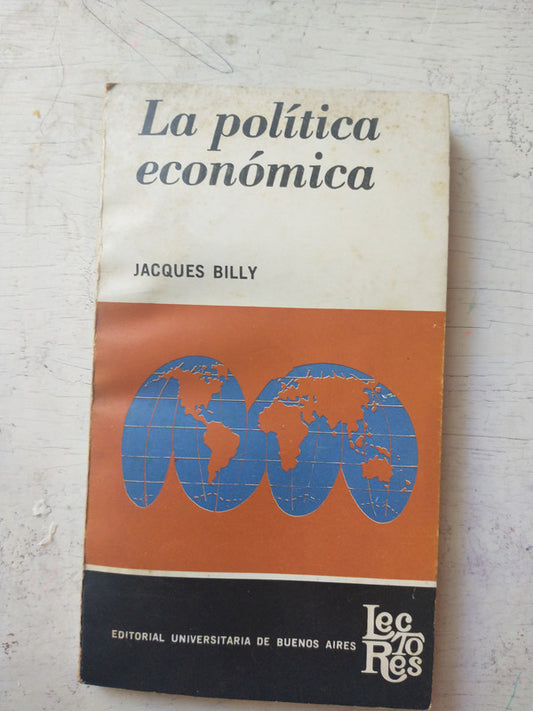 La política
económica
JACQUES BILLY
EDITORIAL UNIVERSITARIA DE BUENOS AIRES
Lec
To
Res